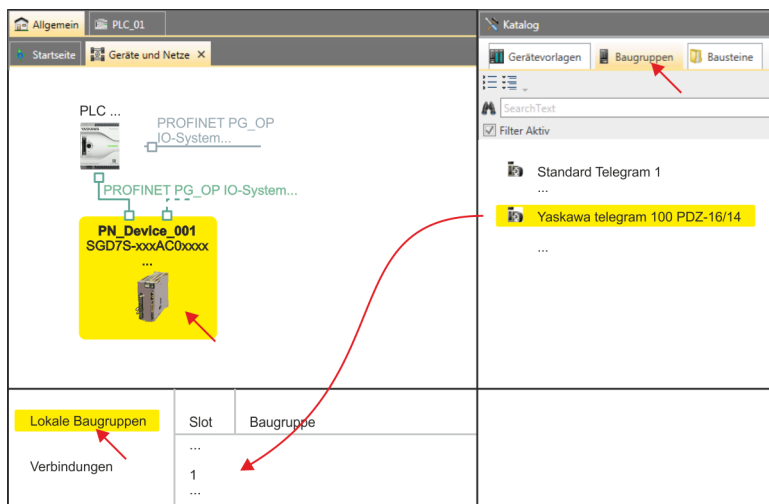 Allgemein
PLC_01
Startseite
Geräte und Netze
PLC ...
YASKAWA
PROFINET PG_OP
IO-System...
PROFINET PG_OP IO-System...
PN_Device_001
SGD7S-xxxAC0xxxx
...
Katalog
Gerätevorlagen
Baugruppen
Bausteine
SearchText
Filter Aktiv
Standard Telegram 1
...
Yaskawa telegram 100 PDZ-16/14
...
Lokale Baugruppen
Verbindungen
Slot
Baugruppe
...
1
...